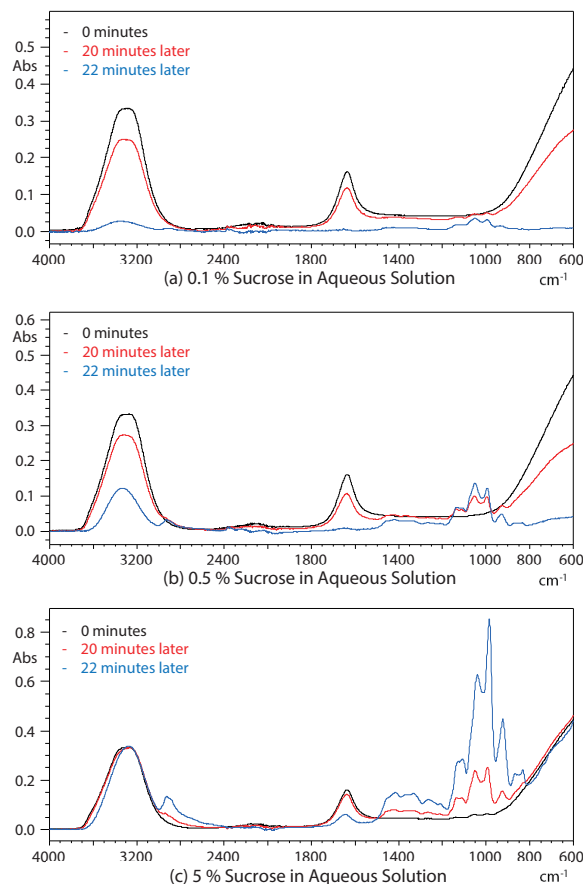 - 0 minutes
- 20 minutes later
- 22 minutes later
0.5
Abs
0.4
0.3
0.2
0.1
0.0
4000 3200 2400 1800 1400 1000 600
(a) 0.1 % Sucrose in Aqueous Solution cm-1
0.6
Abs
- 0 minutes
- 20 minutes later
- 22 minutes later
0.5
0.4
0.3
0.2
0.1
0.0
4000 3200 2400 1800 1400 1000 600
(b) 0.5 % Sucrose in Aqueous Solution cm-1
0.8
Abs
- 0 minutes
- 20 minutes later
- 22 minutes later
0.6
0.4
0.2
0.0
4000 3200 2400 1800 1400 1000 600
(c) 5 % Sucrose in Aqueous Solution cm-1